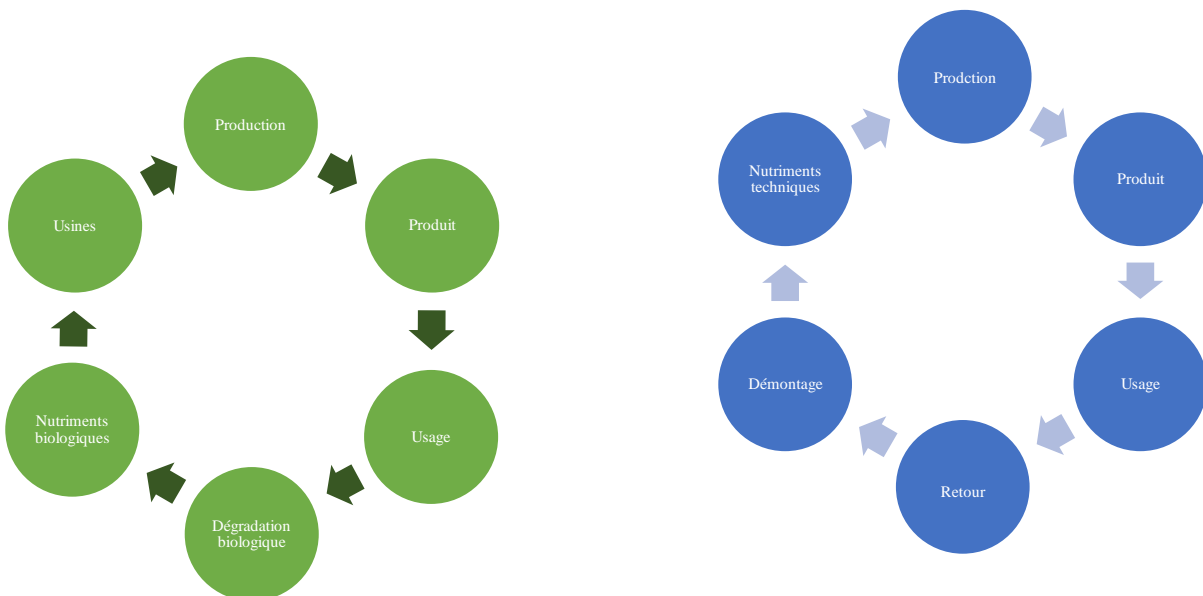 Production
Produit
Usage
Dégradation
biologique
Nutriments
biologiques
Usines
Prodction
Produit
Usage
Retour
Démontage
Nutriments
techniques